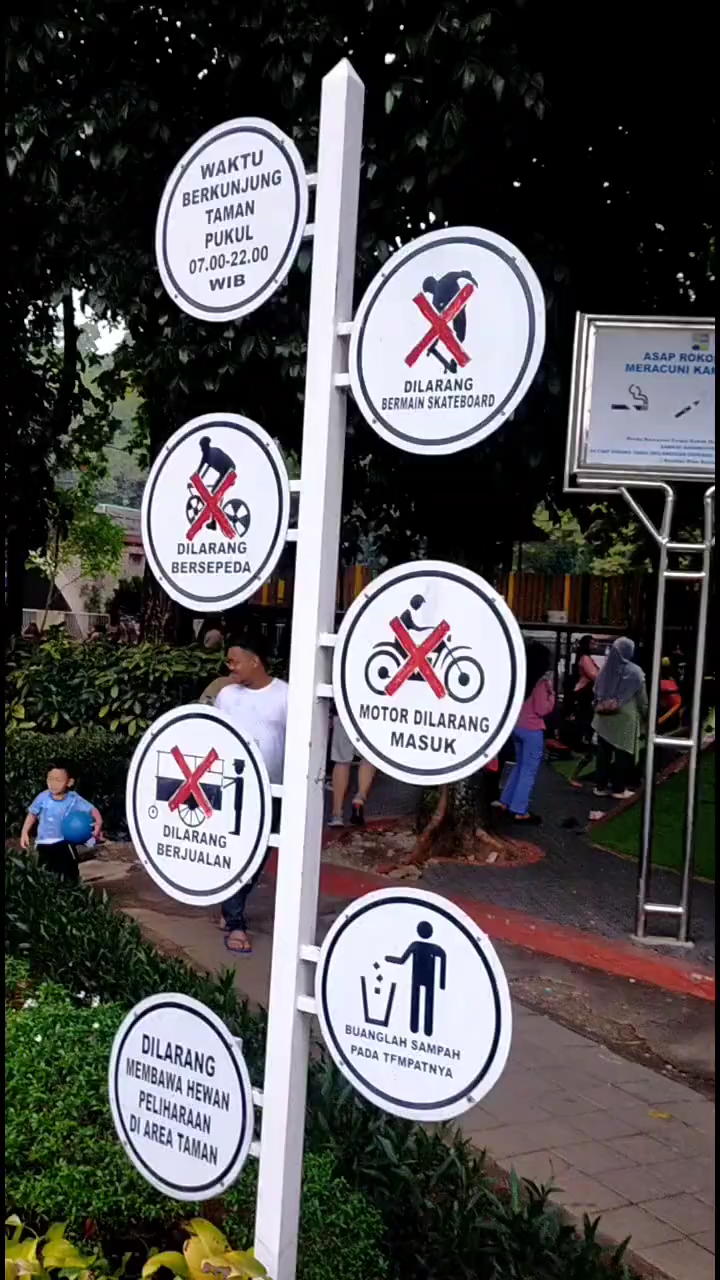 WAKTU
BERKUNJUNG
TAMAN
PUKUL
07.00-22.00
WIB
DILARANG
BERMAIN SKATEBOARD
DILARANG
BERSEPEDA
MOTOR DILARANG
MASUK
DILARANG
BERJUALAN
BUANGLAH SAMPAH
PADA TEMPATNYA
DILARANG
MEMBAWA HEWAN
PELIHARAAN
DI AREA TAMAN
ASAP ROKO
MERACUNI KA